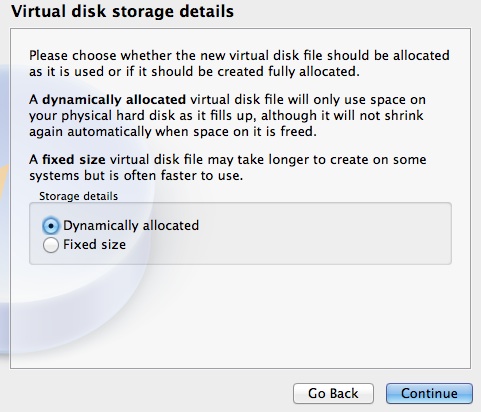 Virtual disk storage details
Please choose whether the new virtual disk file should be allocated
as it is used or if it should be created fully allocated.
A dynamically allocated virtual disk file will only use space on
your physical hard disk as it fills up, although it will not shrink
again automatically when space on it is freed.
A fixed size virtual disk file may take longer to create on some
systems but is often faster to use.
Storage details
Dynamically allocated
Fixed size
Go Back
Continue